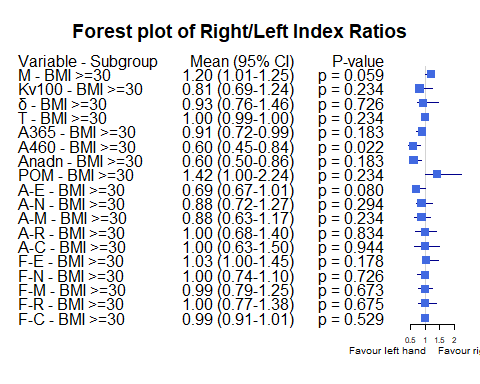 Forest plot of Right/Left Index Ratios
Variable - Subgroup Mean (95% CI) P-value
M - BMI >=30 1.20 (1.01-1.25) p = 0.059
Kv100 - BMI >=30 0.81 (0.69-1.24) p = 0.234
δ - BMI >=30 0.93 (0.76-1.46) p = 0.726
T - BMI >=30 1.00 (0.99-1.00) p = 0.234
A365 - BMI >=30 0.91 (0.72-0.99) p = 0.183
A460 - BMI >=30 0.60 (0.45-0.84) p = 0.022
Anadn - BMI >=30 0.60 (0.50-0.86) p = 0.183
POM - BMI >=30 1.42 (1.00-2.24) p = 0.234
A-E - BMI >=30 0.69 (0.67-1.01) p = 0.080
A-N - BMI >=30 0.88 (0.72-1.27) p = 0.294
A-M - BMI >=30 0.88 (0.63-1.17) p = 0.234
A-R - BMI >=30 1.00 (0.68-1.40) p = 0.834
A-C - BMI >=30 1.00 (0.63-1.50) p = 0.944
F-E - BMI >=30 1.03 (1.00-1.45) p = 0.178
F-N - BMI >=30 1.00 (0.74-1.10) p = 0.726
F-M - BMI >=30 0.99 (0.79-1.25) p = 0.673
F-R - BMI >=30 1.00 (0.77-1.38) p = 0.675
F-C - BMI >=30 0.99 (0.91-1.01) p = 0.529
0.5 1 1.5 2
Favour left hand Favour ri